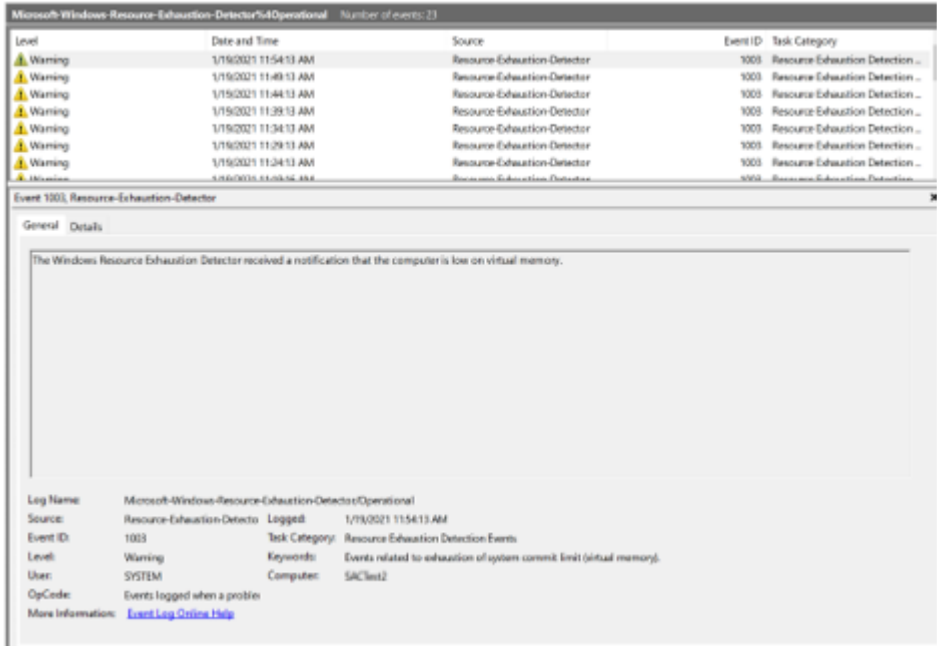 Microsoft-Windows-Resource-Exhaustion-Detector%4Operational Number of events: 23
Level Date and Time Source Event ID Task Category
Warning 1/19/2021 11:54:13 AM Resource-Exhaustion-Detector 1003 Resource Exhaustion Detection ...
Warning 1/19/2021 11:49:13 AM Resource-Exhaustion-Detector 1003 Resource Exhaustion Detection ...
Warning 1/19/2021 11:44:13 AM Resource-Exhaustion-Detector 1003 Resource Exhaustion Detection ...
Warning 1/19/2021 11:39:13 AM Resource-Exhaustion-Detector 1003 Resource Exhaustion Detection ...
Warning 1/19/2021 11:34:13 AM Resource-Exhaustion-Detector 1003 Resource Exhaustion Detection ...
Warning 1/19/2021 11:29:13 AM Resource-Exhaustion-Detector 1003 Resource Exhaustion Detection ...
Warning 1/19/2021 11:24:13 AM Resource-Exhaustion-Detector 1003 Resource Exhaustion Detection ...
Event 1003, Resource-Exhaustion-Detector
General Details
The Windows Resource Exhaustion Detector received a notification that the computer is low on virtual memory.
Log Name: Microsoft-Windows-Resource-Exhaustion-Detector/Operational
Source: Resource-Exhaustion-Detecto Logged: 1/19/2021 11:54:13 AM
Event ID: 1003 Task Category: Resource Exhaustion Detection Events
Level: Warning Keywords: Events related to exhaustion of system commit limit (virtual memory).
User: SYSTEM Computer: SACTest2
OpCode: Events logged when a problem
More Information: Event Log Online Help